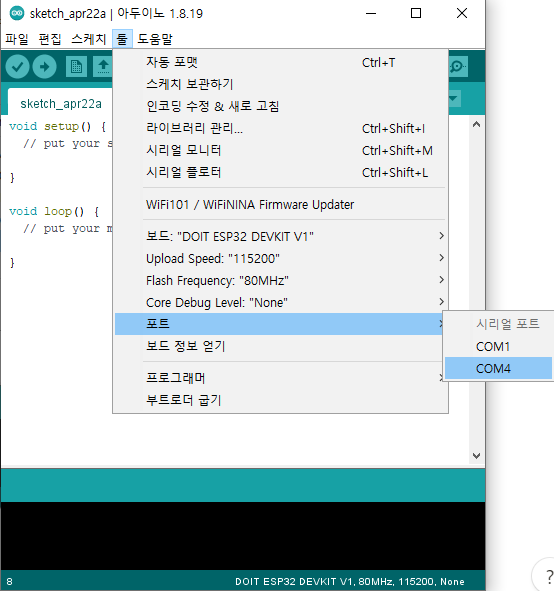 sketch_apr22a | 아두이노 1.8.19
파일 편집 스케치 툴 도움말
sketch_apr22a
void setup() {
// put your s
}
void loop() {
// put your m
}
자동 포맷 Ctrl+T
스케치 보관하기
인코딩 수정 & 새로 고침
라이브러리 관리... Ctrl+Shift+I
시리얼 모니터 Ctrl+Shift+M
시리얼 플로터 Ctrl+Shift+L
WiFi101 / WiFiNINA Firmware Updater
보드: "DOIT ESP32 DEVKIT V1"
Upload Speed: "115200"
Flash Frequency: "80MHz"
Core Debug Level: "None"
포트
보드 정보 얻기
프로그래머
부트로더 굽기
시리얼 포트
COM1
COM4
8 DOIT ESP32 DEVKIT V1, 80MHz, 115200, None
?